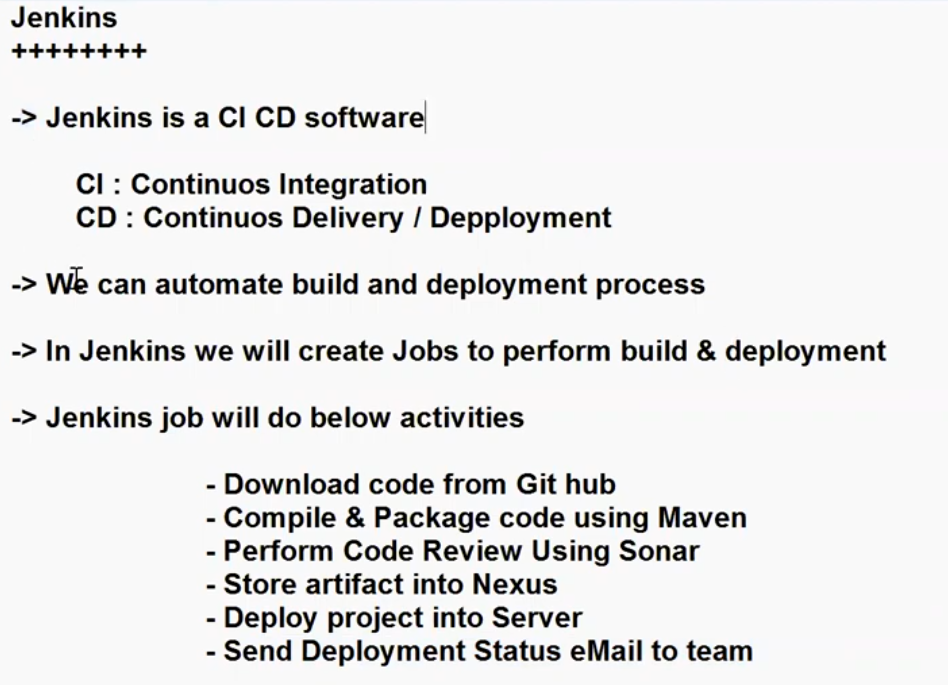 Jenkins
++++++++
-> Jenkins is a CI CD software
CI : Continuos Integration
CD : Continuos Delivery / Depployment
-> We can automate build and deployment process
-> In Jenkins we will create Jobs to perform build & deployment
-> Jenkins job will do below activities
- Download code from Git hub
- Compile & Package code using Maven
- Perform Code Review Using Sonar
- Store artifact into Nexus
- Deploy project into Server
- Send Deployment Status eMail to team